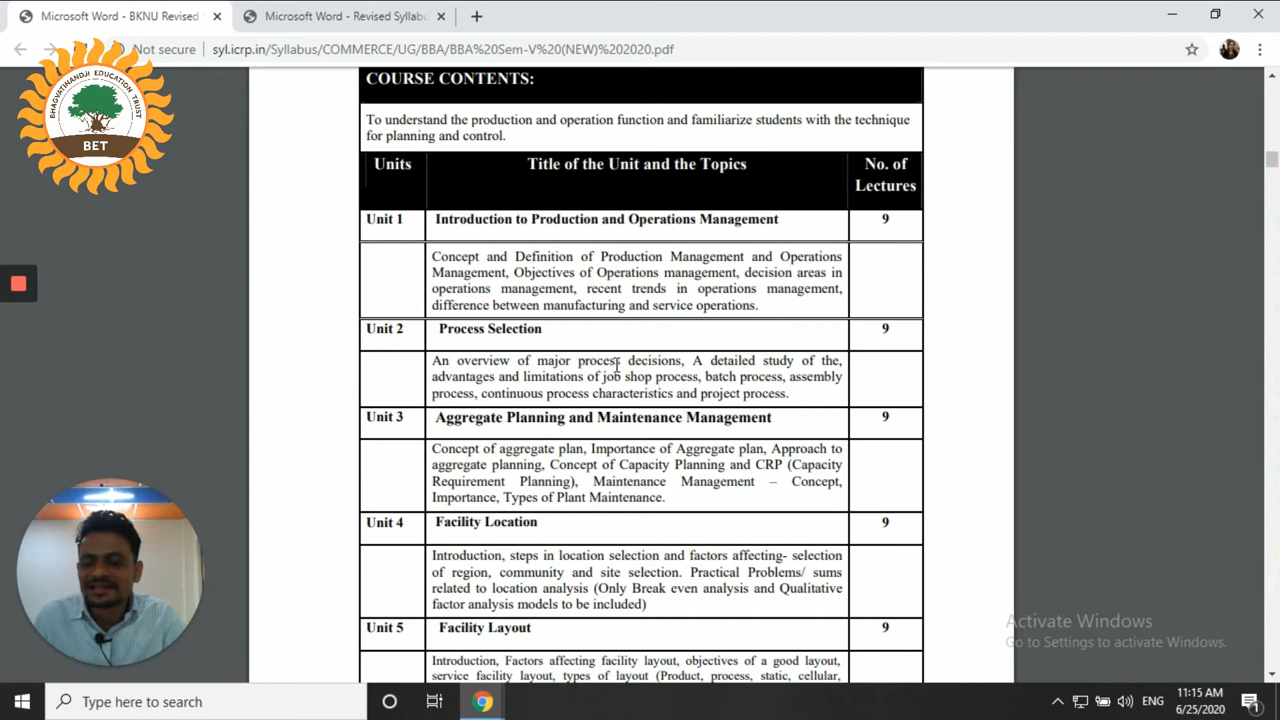 Microsoft Word - BKNU Revised S
Microsoft Word - Revised Syllabu
Not secure
syl.icrp.in/Syllabus/COMMERCE/UG/BBA/BBA%20Sem-V%20(NEW)%202020.pdf
BHAGVATINANDJI EDUCATION TRUST
BET
COURSE CONTENTS:
To understand the production and operation function and familiarize students with the technique
for planning and control.
Units
Title of the Unit and the Topics
No. of
Lectures
Unit 1
Introduction to Production and Operations Management
9
Concept and Definition of Production Management and Operations
Management, Objectives of Operations management, decision areas in
operations management, recent trends in operations management,
difference between manufacturing and service operations.
Unit 2
Process Selection
9
An overview of major process decisions, A detailed study of the,
advantages and limitations of job shop process, batch process, assembly
process, continuous process characteristics and project process.
Unit 3
Aggregate Planning and Maintenance Management
9
Concept of aggregate plan, Importance of Aggregate plan, Approach to
aggregate planning, Concept of Capacity Planning and CRP (Capacity
Requirement Planning), Maintenance Management – Concept,
Importance, Types of Plant Maintenance.
Unit 4
Facility Location
9
Introduction, steps in location selection and factors affecting- selection
of region, community and site selection. Practical Problems/ sums
related to location analysis (Only Break even analysis and Qualitative
factor analysis models to be included)
Unit 5
Facility Layout
9
Introduction, Factors affecting facility layout, objectives of a good layout,
service facility layout, types of layout (Product, process, static, cellular,
Activate Windows
Go to Settings to activate Windows.
Type here to search
ENG
11:15 AM
6/25/2020
1